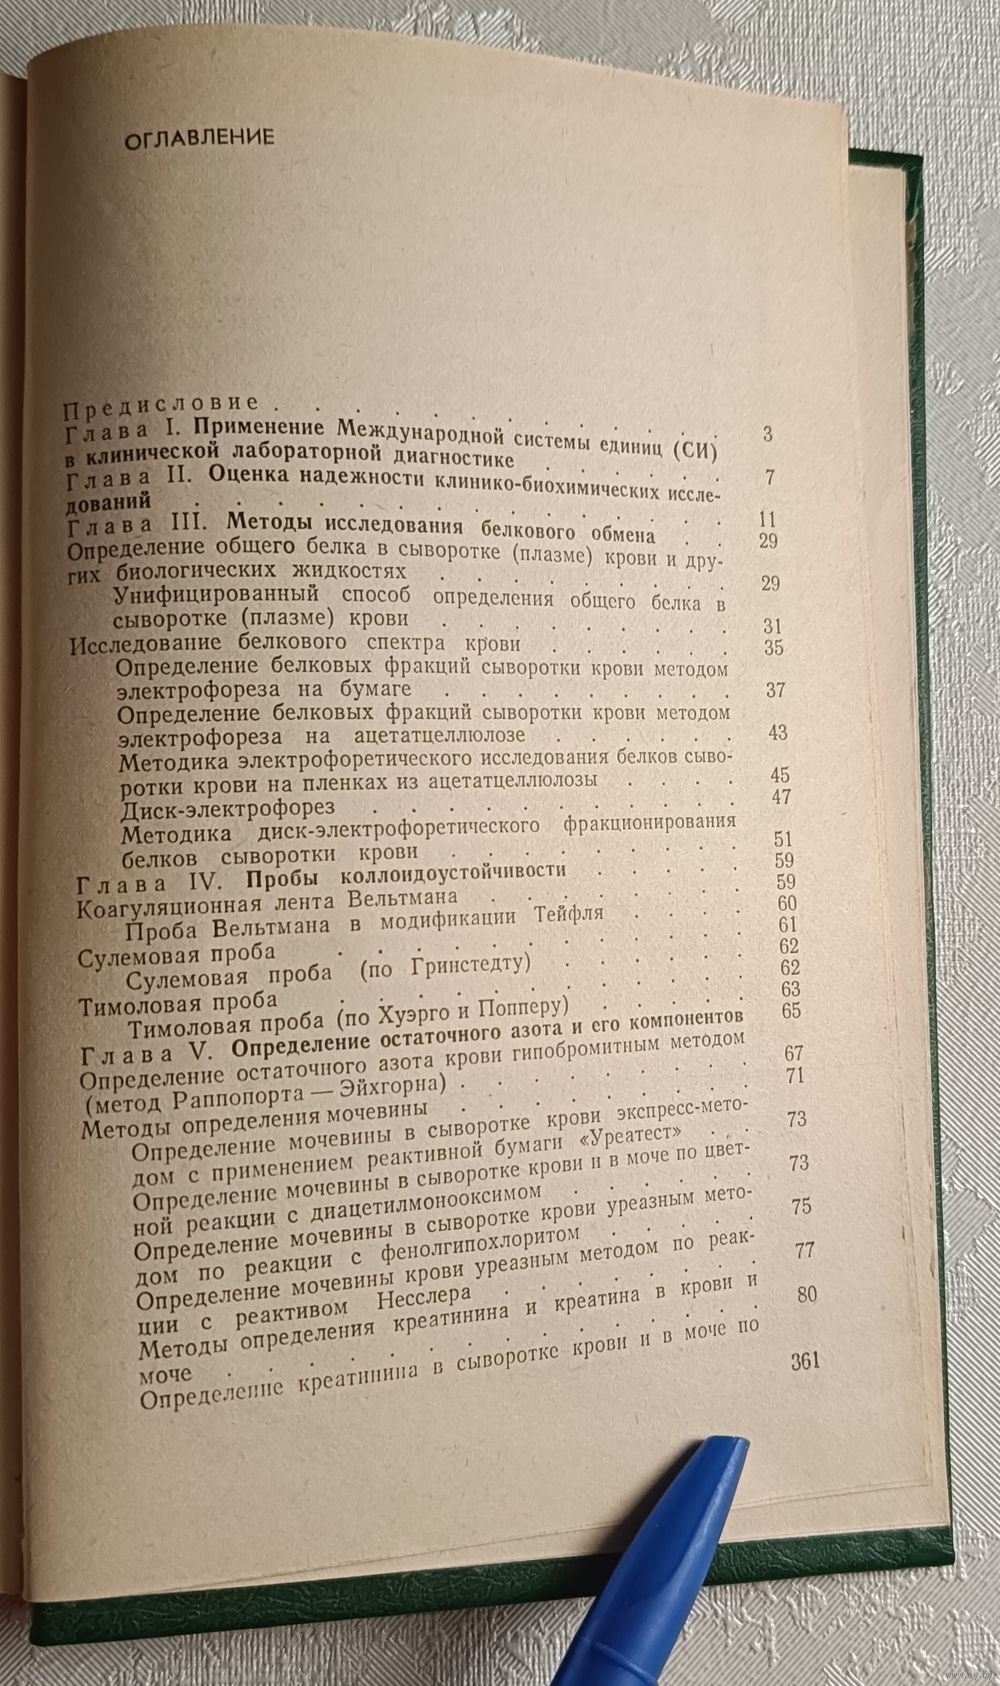 ОГЛАВЛЕНИЕ
Предисловие . . . . . . . . . . 3
Глава I. Применение Международной системы единиц (СИ)
в клинической лабораторной диагностике . . . . . . 7
Глава II. Оценка надежности клинико-биохимических иссле-
дований . . . . . . . . . . . . . 11
Глава III. Методы исследования белкового обмена . . 29
Определение общего белка в сыворотке (плазме) крови и дру-
гих биологических жидкостях . . . . . . . . 29
Унифицированный способ определения общего белка в
сыворотке (плазме) крови . . . . . . . . 31
Исследование белкового спектра крови . . . . . . 35
Определение белковых фракций сыворотки крови методом
электрофореза на бумаге . . . . . . . . 37
Определение белковых фракций сыворотки крови методом
электрофореза на ацетатцеллюлозе . . . . . . 43
Методика электрофоретического исследования белков сыво-
ротки крови на пленках из ацетатцеллюлозы . . . . 45
Диск-электрофорез . . . . . . . . . . 47
Методика диск-электрофоретического фракционирования
белков сыворотки крови . . . . . . . . 51
Глава IV. Пробы коллоидоустойчивости . . . . . 59
Коагуляционная лента Вельтмана . . . . . . . 59
Проба Вельтмана в модификации Тейфля . . . . 60
Сулемовая проба . . . . . . . . . . . 61
Сулемовая проба (по Гринстедту) . . . . . . 62
Тимоловая проба . . . . . . . . . . . 62
Тимоловая проба (по Хуэрго и Попперу) . . . . . 63
Глава V. Определение остаточного азота и его компонентов 65
Определение остаточного азота крови гипобромитным методом
(метод Раппопорта — Эйхгорна) . . . . . . . . 67
Методы определения мочевины . . . . . . . . 71
Определение мочевины в сыворотке крови экспресс-мето-
дом с применением реактивной бумаги «Уреатест» . . 73
Определение мочевины в сыворотке крови и в моче по цвет-
ной реакции с диацетилмонооксимом . . . . . . 73
Определение мочевины в сыворотке крови уреазным мето-
дом по реакции с фенолгипохлоритом . . . . . 75
Определение мочевины крови уреазным методом по реак-
ции с реактивом Несслера . . . . . . . . 77
Методы определения креатинина и креатина в крови и
моче . . . . . . . . . . . . . 80
Определение креатинина в сыворотке крови и в моче по
361
www.ay.by